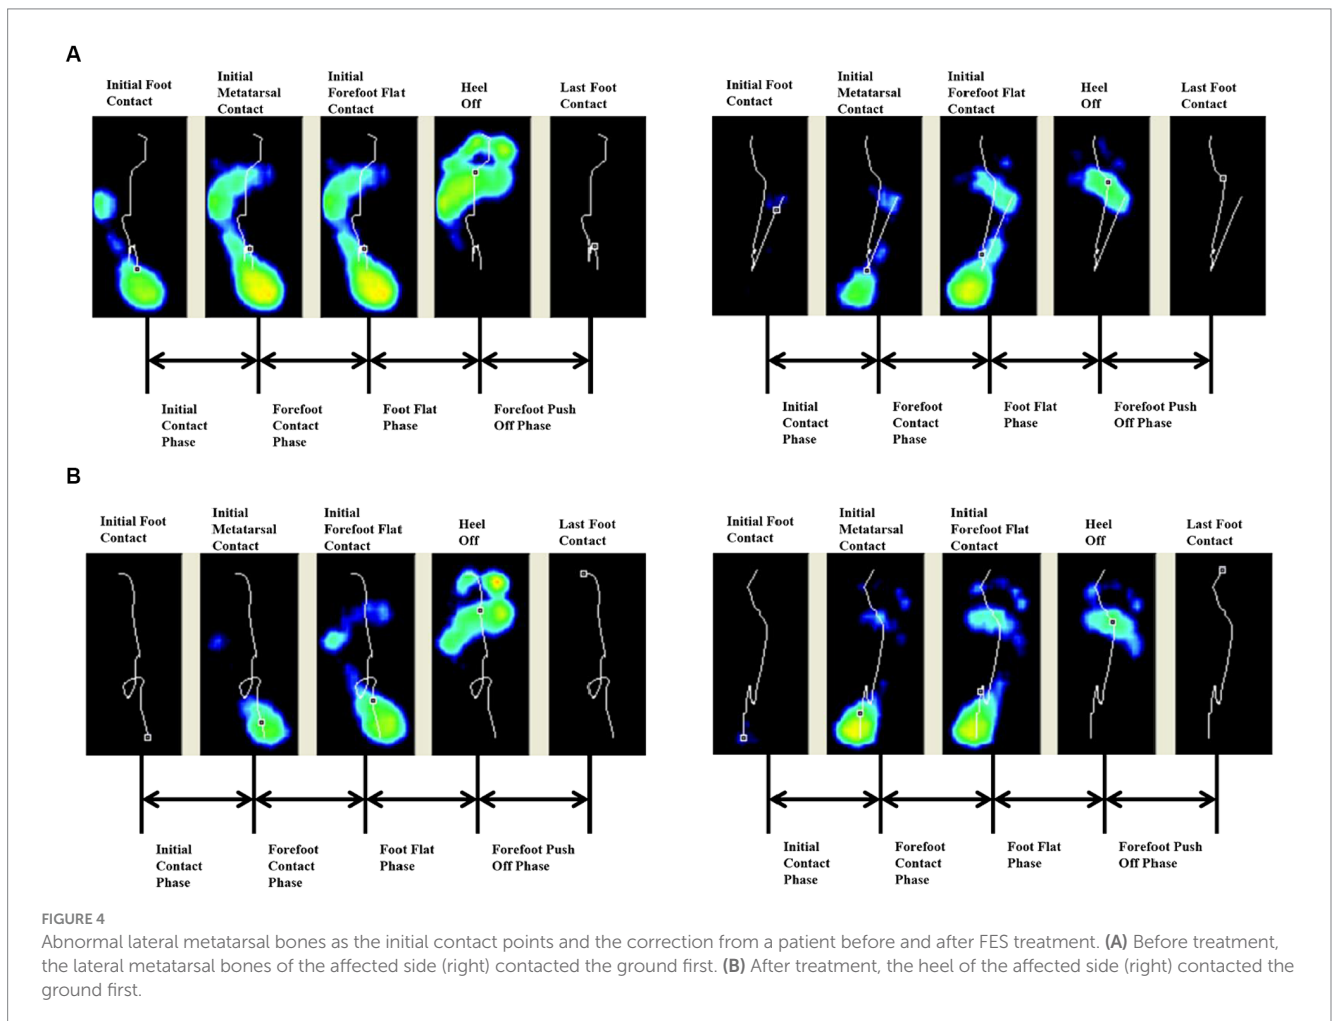 A
Initial Foot
Contact
Initial
Metatarsal
Contact
Initial
Forefoot Flat
Contact
Heel
Off
Last Foot
Contact
Initial Foot
Contact
Initial
Metatarsal
Contact
Initial
Forefoot Flat
Contact
Heel
Off
Last Foot
Contact
Initial
Contact
Phase
Forefoot
Contact
Phase
Foot Flat
Phase
Forefoot Push
Off Phase
Initial
Contact
Phase
Forefoot
Contact
Phase
Foot Flat
Phase
Forefoot Push
Off Phase
B
Initial Foot
Contact
Initial
Metatarsal
Contact
Initial
Forefoot Flat
Contact
Heel
Off
Last Foot
Contact
Initial Foot
Contact
Initial
Metatarsal
Contact
Initial
Forefoot Flat
Contact
Heel
Off
Last Foot
Contact
Initial
Contact
Phase
Forefoot
Contact
Phase
Foot Flat
Phase
Forefoot Push
Off Phase
Initial
Contact
Phase
Forefoot
Contact
Phase
Foot Flat
Phase
Forefoot Push
Off Phase
FIGURE 4
Abnormal lateral metatarsal bones as the initial contact points and the correction from a patient before and after FES treatment. (A) Before treatment,
the lateral metatarsal bones of the affected side (right) contacted the ground first. (B) After treatment, the heel of the affected side (right) contacted the
ground first.